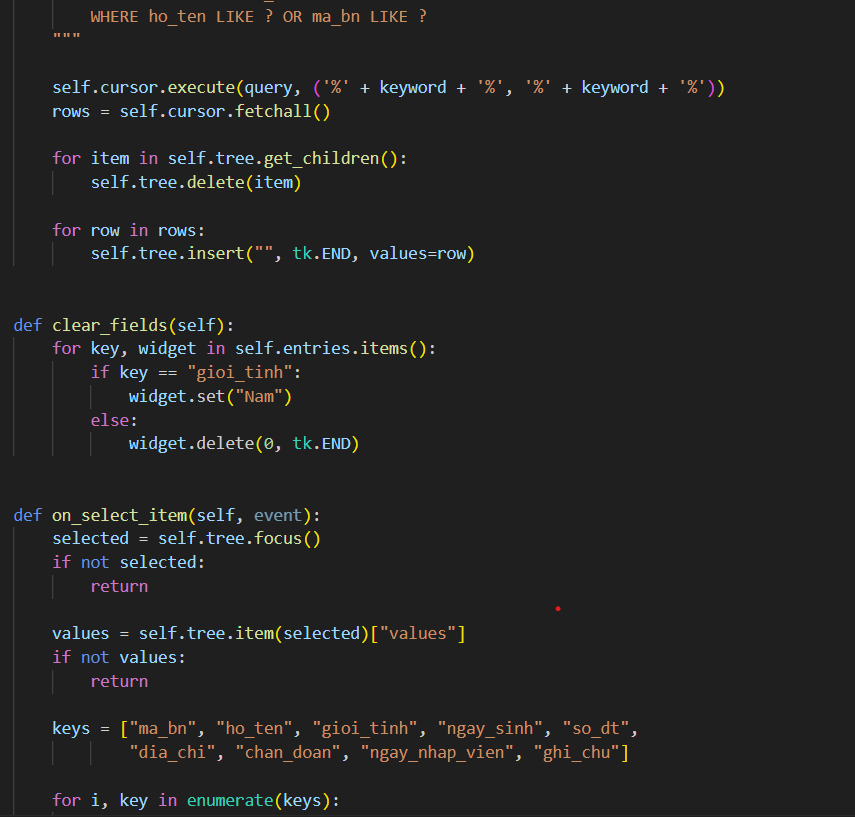 WHERE ho_ten LIKE ? OR ma_bn LIKE ?
"""
self.cursor.execute(query, ('%' + keyword + '%', '%' + keyword + '%'))
rows = self.cursor.fetchall()
for item in self.tree.get_children():
self.tree.delete(item)
for row in rows:
self.tree.insert("", tk.END, values=row)
def clear_fields(self):
for key, widget in self.entries.items():
if key == "gioi_tinh":
widget.set("Nam")
else:
widget.delete(0, tk.END)
def on_select_item(self, event):
selected = self.tree.focus()
if not selected:
return
values = self.tree.item(selected)["values"]
if not values:
return
keys = ["ma_bn", "ho_ten", "gioi_tinh", "ngay_sinh", "so_dt",
"dia_chi", "chan_doan", "ngay_nhap_vien", "ghi_chu"]
for i, key in enumerate(keys):